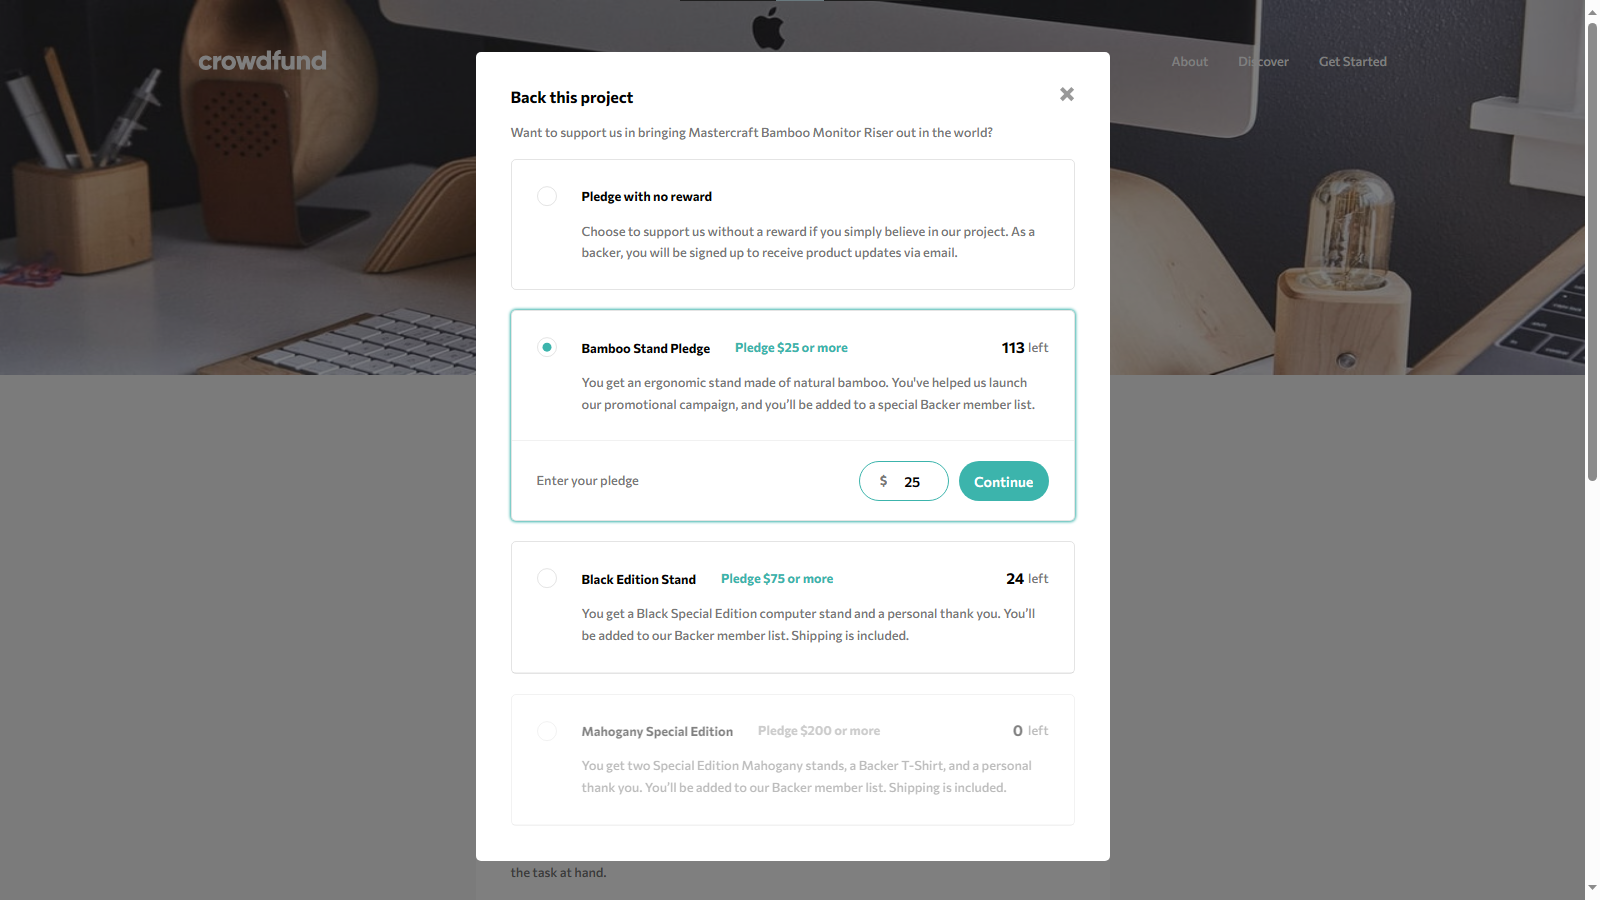 crowdfund
About Discover Get Started
Back this project
Want to support us in bringing Mastercraft Bamboo Monitor Riser out in the world?
Pledge with no reward
Choose to support us without a reward if you simply believe in our project. As a
backer, you will be signed up to receive product updates via email.
Bamboo Stand Pledge Pledge $25 or more 113 left
You get an ergonomic stand made of natural bamboo. You've helped us launch
our promotional campaign, and you’ll be added to a special Backer member list.
Enter your pledge $ 25 Continue
Black Edition Stand Pledge $75 or more 24 left
You get a Black Special Edition computer stand and a personal thank you. You’ll
be added to our Backer member list. Shipping is included.
Mahogany Special Edition Pledge $200 or more 0 left
You get two Special Edition Mahogany stands, a Backer T-Shirt, and a personal
thank you. You’ll be added to our Backer member list. Shipping is included.
the task at hand.